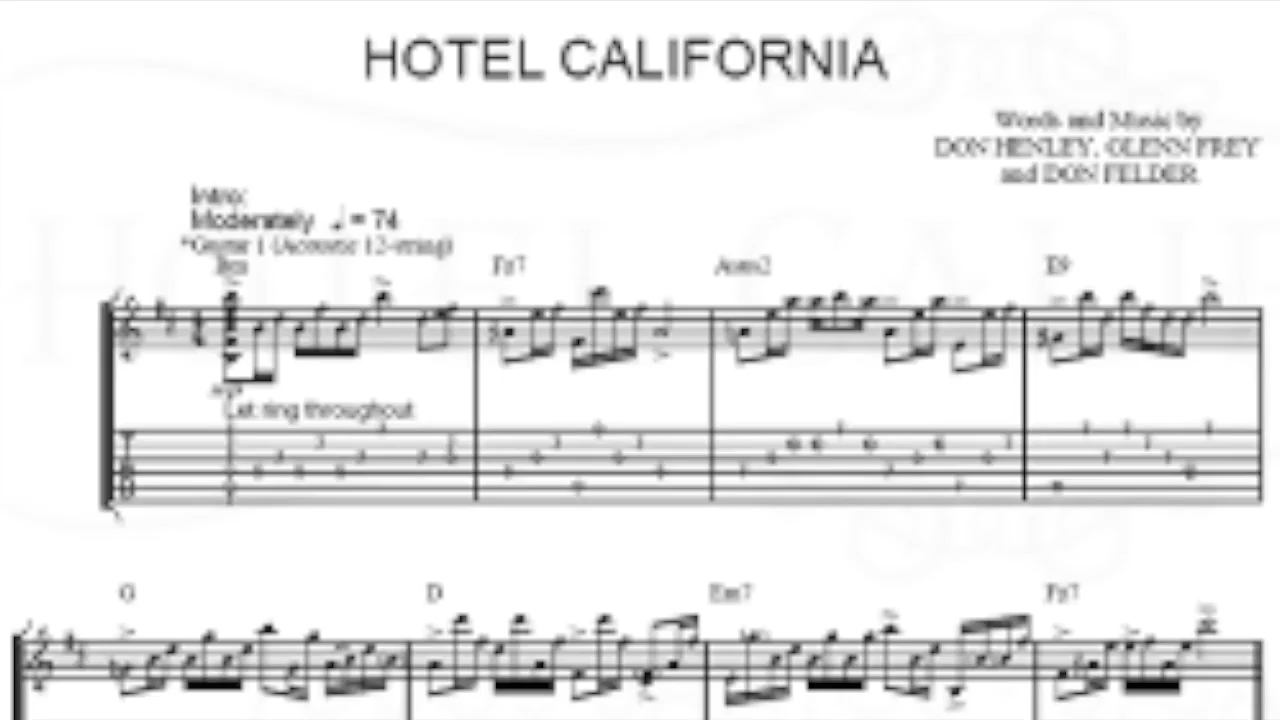 HOTEL CALIFORNIA
Words and Music by
DON HENLEY, GLENN FREY
and DON FELDER
Intro:
Moderately ♩ = 74
*Guitar 1 (Acoustic 12-string)
Bm F#7 Asus2 E9
Let ring throughout
G D Em7 F#7